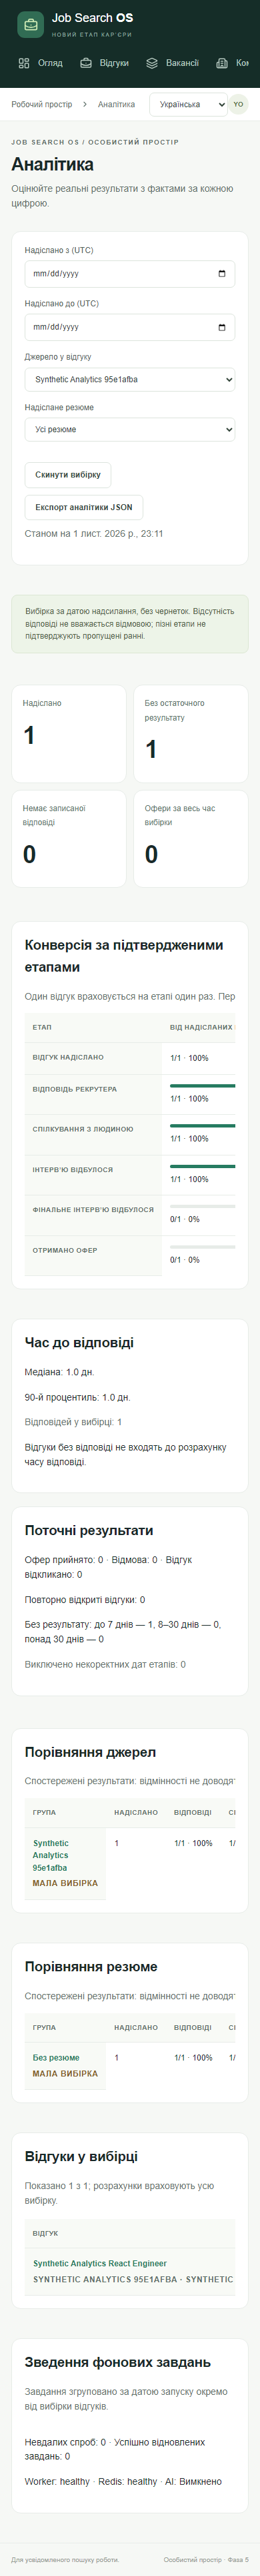 Job Search OS
НОВИЙ ЕТАП КАР'ЄРИ
Огляд Відгуки Вакансії Ком
Робочий простір › Аналітика Українська YO
JOB SEARCH OS / ОСОБИСТИЙ ПРОСТІР
Аналітика
Оцінюйте реальні результати з фактами за кожною
цифрою.
Надіслано з (UTC)
mm/dd/yyyy
Надіслано до (UTC)
mm/dd/yyyy
Джерело у відгуку
Synthetic Analytics 95e1afba
Надіслане резюме
Усі резюме
Скинути вибірку
Експорт аналітики JSON
Станом на 1 лист. 2026 р., 23:11
Вибірка за датою надсилання, без чернеток. Відсутність
відповіді не вважається відмовою; пізні етапи не
підтверджують пропущені ранні.
Надіслано
1
Без остаточного
результату
1
Немає записаної
відповіді
0
Офери за весь час
вибірки
0
Конверсія за підтвердженими
етапами
Один відгук враховується на етапі один раз. Пер
ЕТАП ВІД НАДІСЛАНИХ
ВІДГУК НАДІСЛАНО 1/1 · 100%
ВІДПОВІДЬ РЕКРУТЕРА 1/1 · 100%
СПІЛКУВАННЯ З ЛЮДИНОЮ 1/1 · 100%
ІНТЕРВ'Ю ВІДБУЛОСЯ 1/1 · 100%
ФІНАЛЬНЕ ІНТЕРВ'Ю ВІДБУЛОСЯ 0/1 · 0%
ОТРИМАНО ОФЕР 0/1 · 0%
Час до відповіді
Медіана: 1.0 дн.
90-й процентиль: 1.0 дн.
Відповідей у вибірці: 1
Відгуки без відповіді не входять до розрахунку
часу відповіді.
Поточні результати
Офер прийнято: 0 · Відмова: 0 · Відгук
відкликано: 0
Повторно відкриті відгуки: 0
Без результату: до 7 днів — 1, 8–30 днів — 0,
понад 30 днів — 0
Виключено некоректних дат етапів: 0
Порівняння джерел
Спостережені результати: відмінності не доводят
ГРУПА НАДІСЛАНО ВІДПОВІДІ СІ
Synthetic
Analytics
95e1afba
1 1/1 · 100% 1/
МАЛА ВИБІРКА
Порівняння резюме
Спостережені результати: відмінності не доводят
ГРУПА НАДІСЛАНО ВІДПОВІДІ СІ
Без резюме 1 1/1 · 100% 1/
МАЛА ВИБІРКА
Відгуки у вибірці
Показано 1 з 1; розрахунки враховують усю
вибірку.
ВІДГУК
Synthetic Analytics React Engineer
SYNTHETIC ANALYTICS 95E1AFBA · SYNTHETIC
Зведення фонових завдань
Завдання згруповано за датою запуску окремо
від вибірки відгуків.
Невдалих спроб: 0 · Успішно відновлених
завдань: 0
Worker: healthy · Redis: healthy · AI: Вимкнено
Для усвідомленого пошуку роботи. Особистий простір · Фаза 5